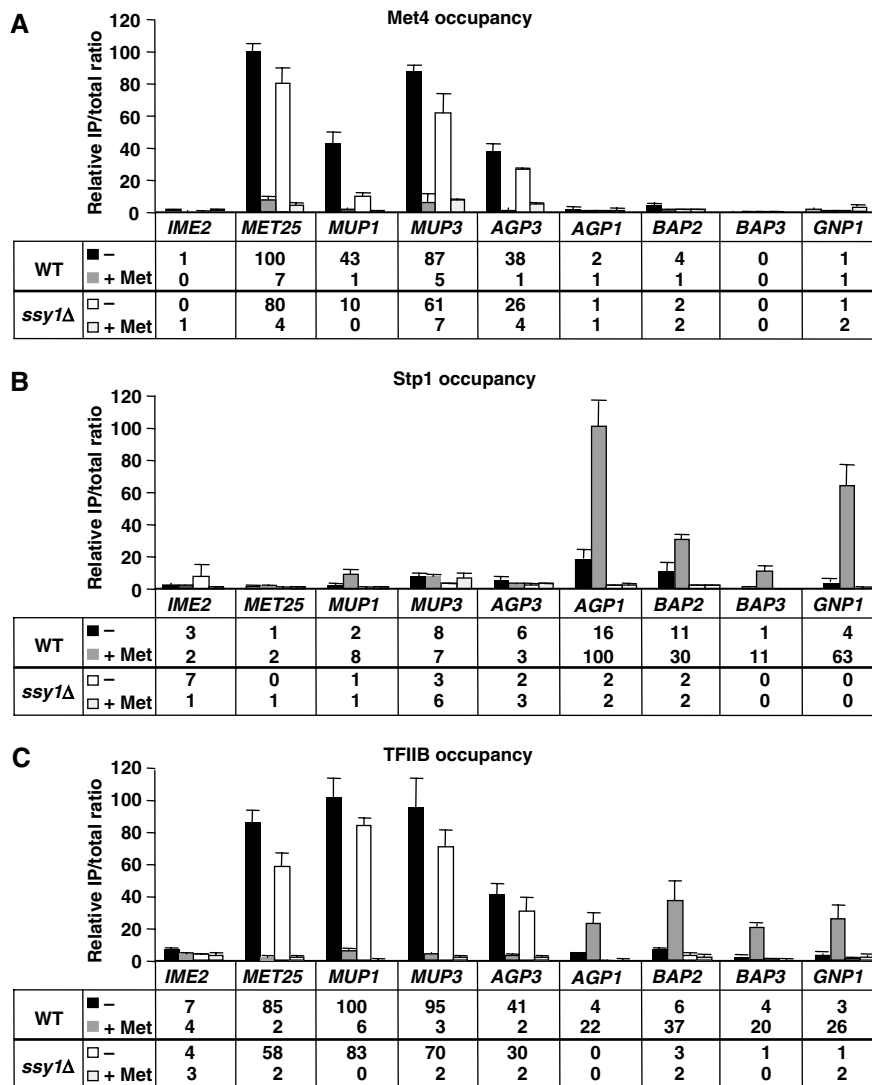 A
Met4 occupancy
Relative IP/total ratio
120
100
80
60
40
20
0
IME2 MET25 MUP1 MUP3 AGP3 AGP1 BAP2 BAP3 GNP1
WT – 1 100 43 87 38 2 4 0 1
+ Met 0 7 1 5 1 1 1 0 1
ssy1Δ – 0 80 10 61 26 1 2 0 1
+ Met 1 4 0 7 4 1 2 0 2
B
Stp1 occupancy
Relative IP/total ratio
120
100
80
60
40
20
0
IME2 MET25 MUP1 MUP3 AGP3 AGP1 BAP2 BAP3 GNP1
WT – 3 1 2 8 6 16 11 1 4
+ Met 2 2 8 7 3 100 30 11 63
ssy1Δ – 7 0 1 3 2 2 2 0 0
+ Met 1 1 1 6 3 2 2 0 0
C
TFIIB occupancy
Relative IP/total ratio
120
100
80
60
40
20
0
IME2 MET25 MUP1 MUP3 AGP3 AGP1 BAP2 BAP3 GNP1
WT – 7 85 100 95 41 4 6 4 3
+ Met 4 2 6 3 2 22 37 20 26
ssy1Δ – 4 58 83 70 30 0 3 1 1
+ Met 3 2 0 2 2 0 2 0 2